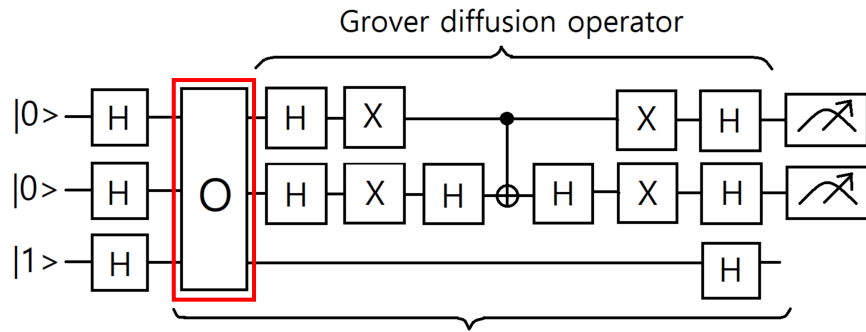 Grover diffusion operator
|0> H H X X H
|0> H O H X H H X H
|1> H H